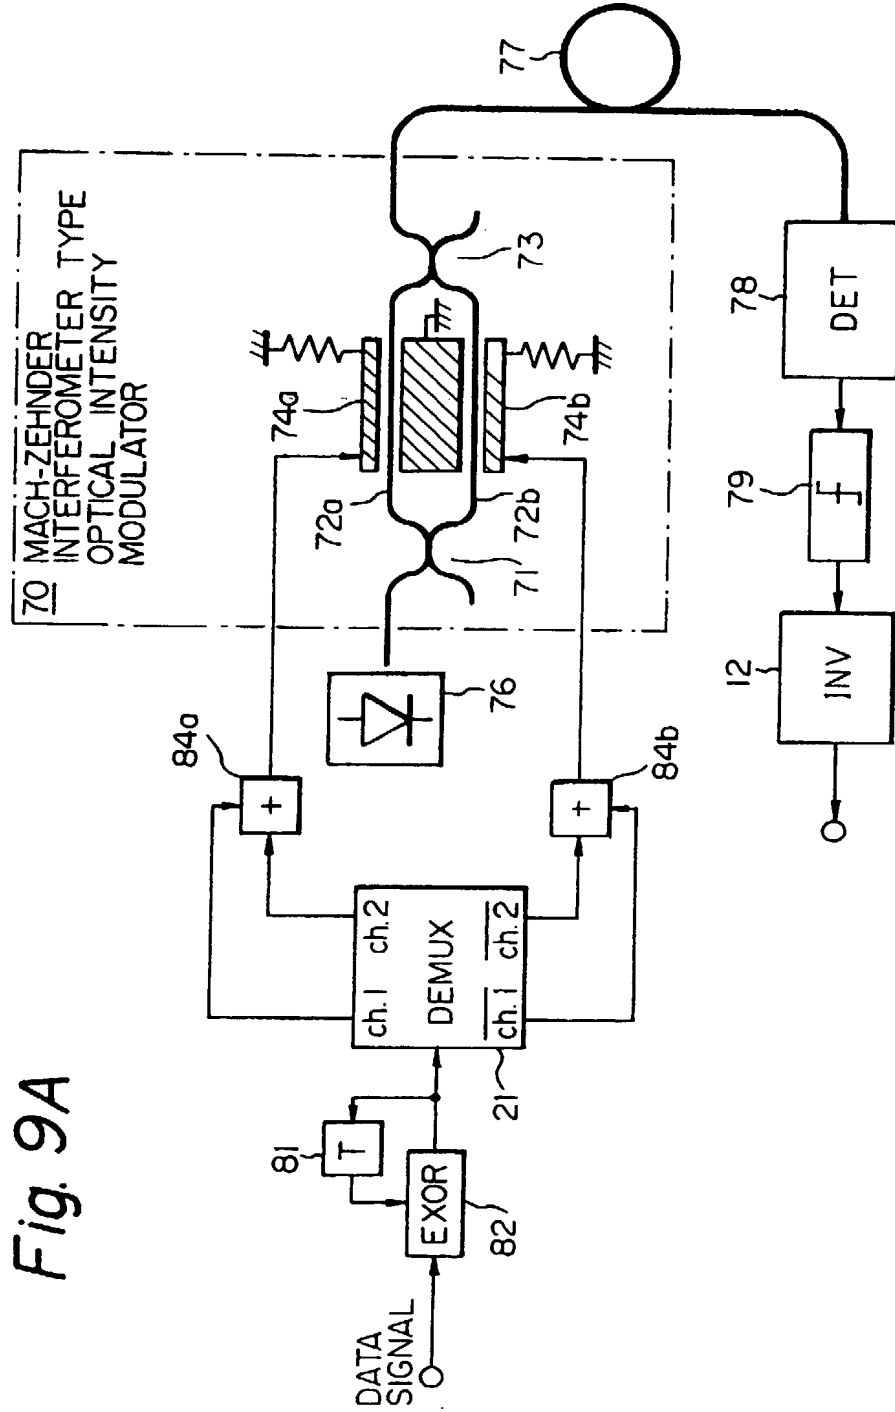 Fig. 9A
70 MACH-ZEHNDER
INTERFEROMETER TYPE
OPTICAL INTENSITY
MODULATOR
DATA
SIGNAL
EXOR
82
T
81
DEMUX
ch.1
ch.2
ch.1
ch.2
21
+
84a
+
84b
76
71
72a
72b
74a
74b
73
77
DET
78
79
INV
12